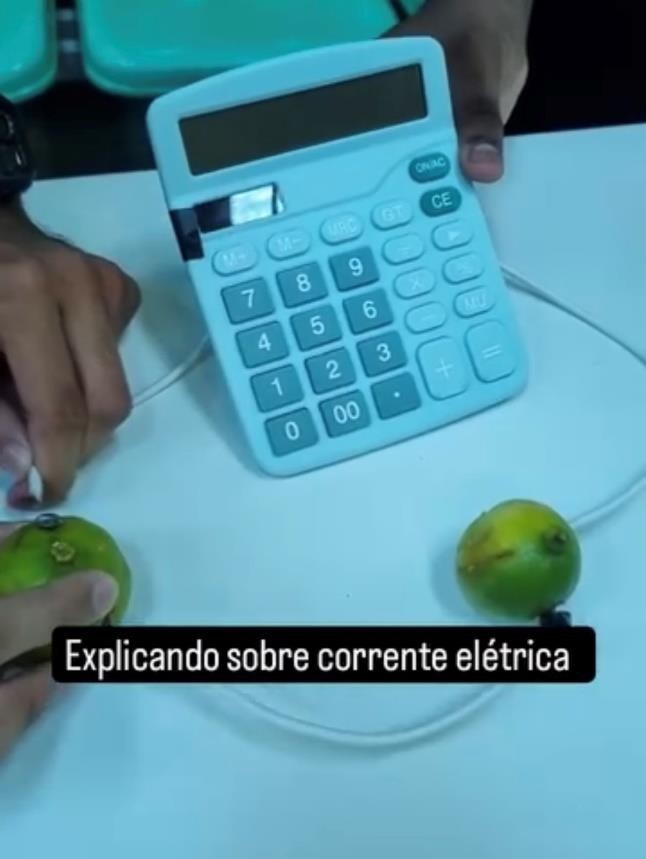 ON/AC
CE
M+ M- MRC GT
7 8 9
4 5 6 X MU
1 2 3
0 00 . + =
Explicando sobre corrente elétrica